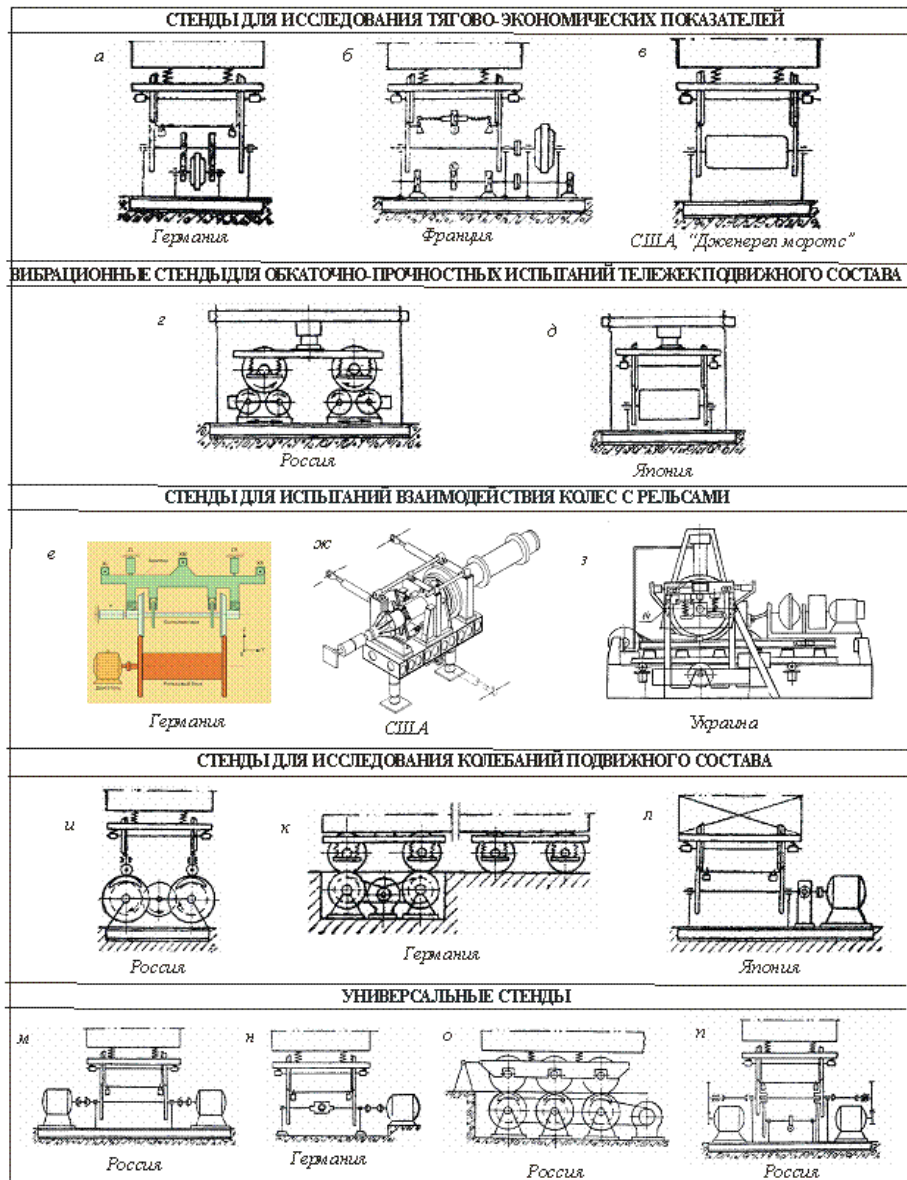 СТЕНДЫ ДЛЯ ИССЛЕДОВАНИЯ ТЯГОВО-ЭКОНОМИЧЕСКИХ ПОКАЗАТЕЛЕЙ
а б в
Германия Франция США, "Дженерел моротс"
ВИБРАЦИОННЫЕ СТЕНДЫ ДЛЯ ОБКАТОЧНО-ПРОЧНОСТНЫХ ИСПЫТАНИЙ ТЕЛЕЖЕК ПОДВИЖНОГО СОСТАВА
г д
Россия Япония
СТЕНДЫ ДЛЯ ИСПЫТАНИЙ ВЗАИМОДЕЙСТВИЯ КОЛЕС С РЕЛЬСАМИ
е ж з
Германия США Украина
СТЕНДЫ ДЛЯ ИССЛЕДОВАНИЯ КОЛЕБАНИЙ ПОДВИЖНОГО СОСТАВА
и к л
Россия Германия Япония
УНИВЕРСАЛЬНЫЕ СТЕНДЫ
м н о п
Россия Германия Россия Россия